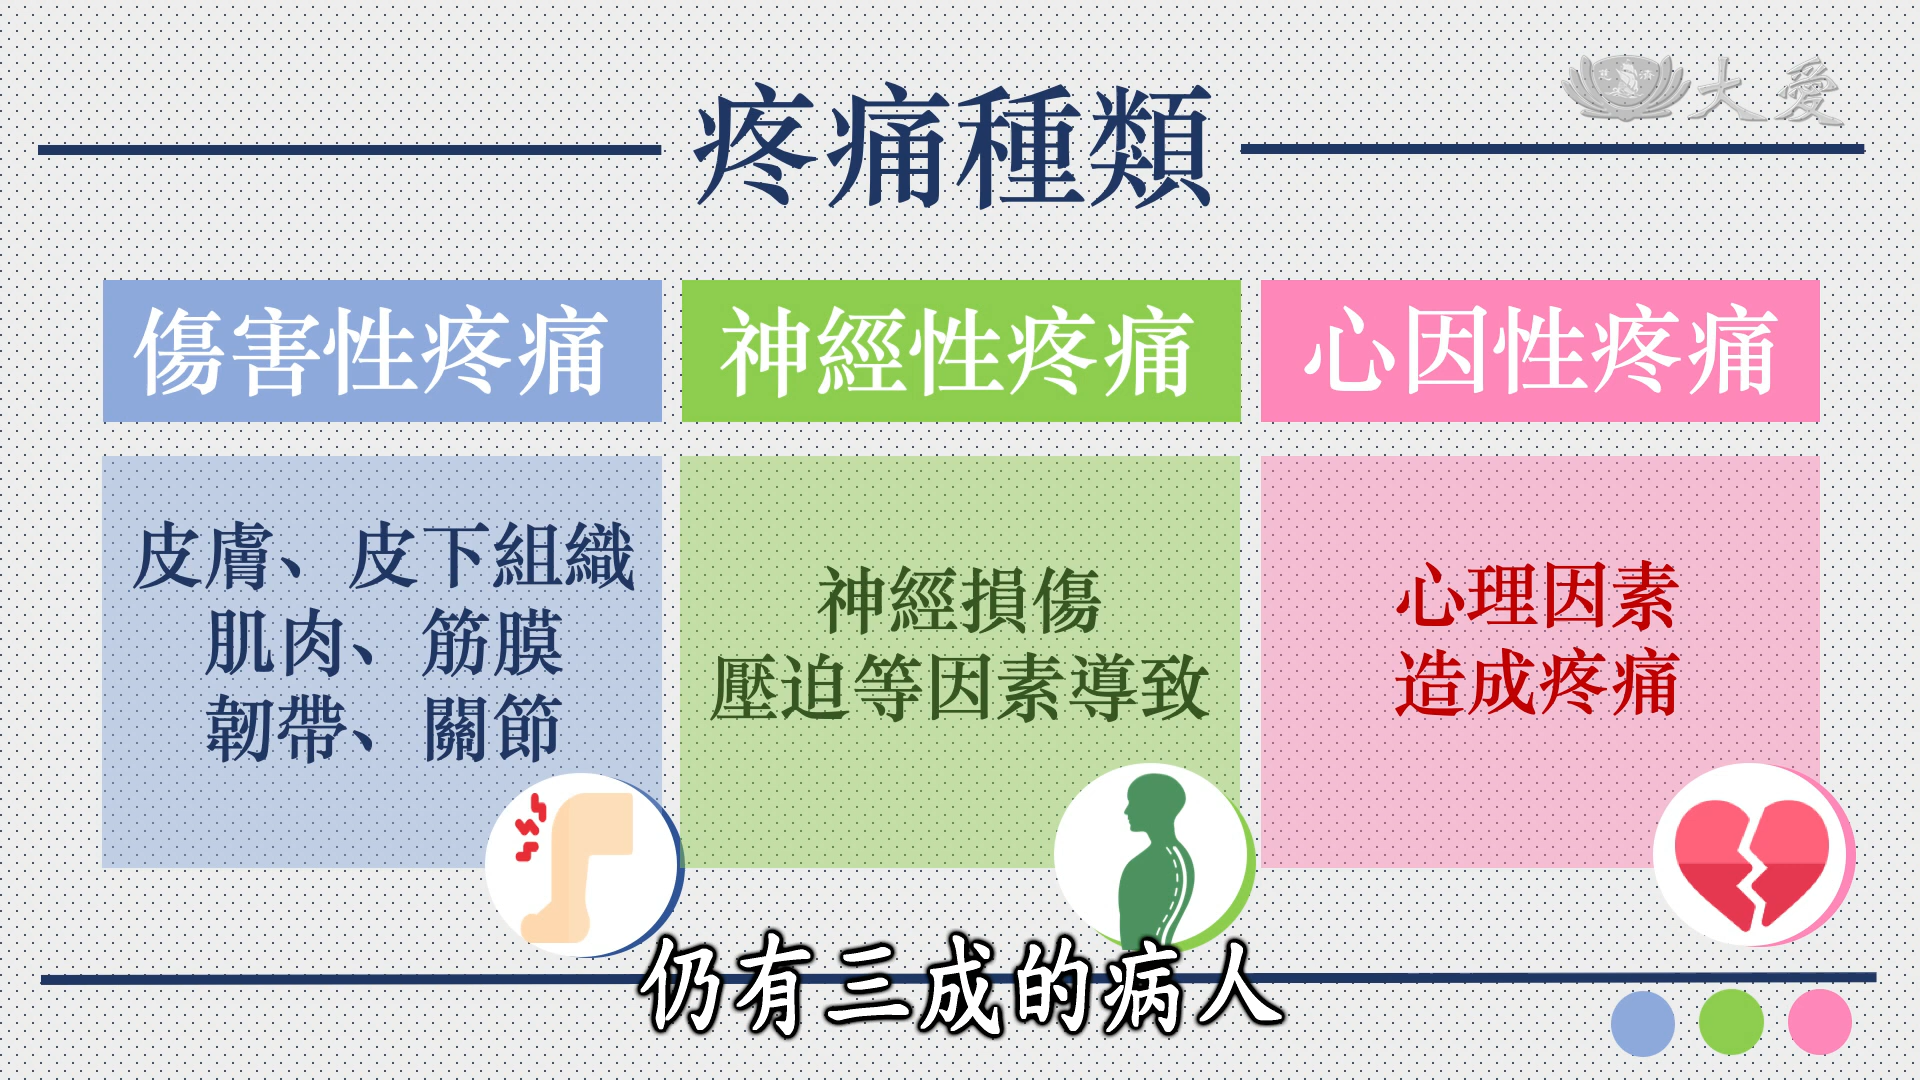 大愛
疼痛種類
傷害性疼痛
皮膚、皮下組織
肌肉、筋膜
韌帶、關節
神經性疼痛
神經損傷
壓迫等因素導致
心因性疼痛
心理因素
造成疼痛
仍有三成的病人